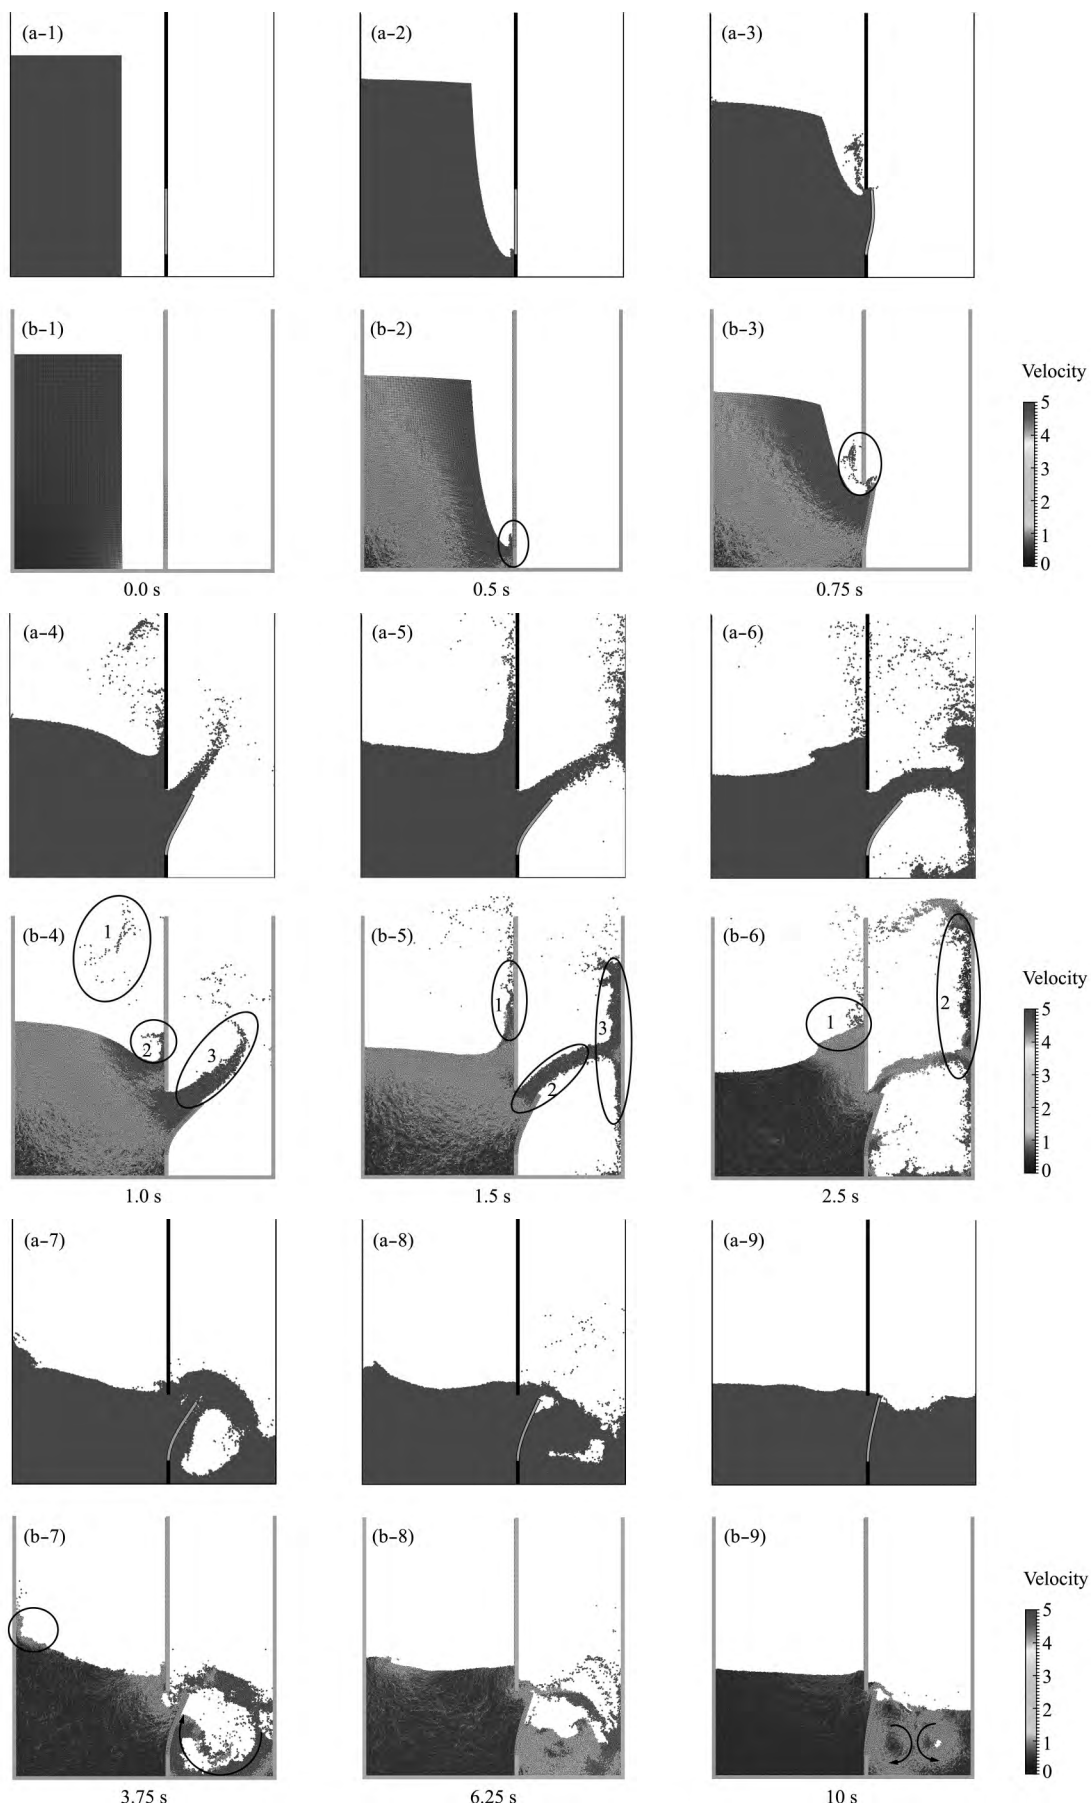 (a-1) (a-2) (a-3)
(b-1) (b-2) (b-3)
Velocity
5
4
3
2
1
0
0.0 s 0.5 s 0.75 s
(a-4) (a-5) (a-6)
(b-4) 1 2 3
(b-5) 1 2 3
(b-6) 1 2
Velocity
5
4
3
2
1
0
1.0 s 1.5 s 2.5 s
(a-7) (a-8) (a-9)
(b-7) (b-8) (b-9)
Velocity
5
4
3
2
1
0
3.75 s 6.25 s 10 s